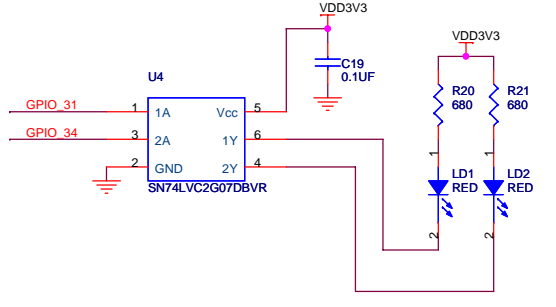 VDD3V3
VDD3V3
C19
0.1UF
U4
R20
680
R21
680
GPIO_31
1
1A
Vcc
5
GPIO_34
3
2A
1Y
6
2
GND
2Y
4
SN74LVC2G07DBVR
1
1
LD1
RED
LD2
RED
2
2